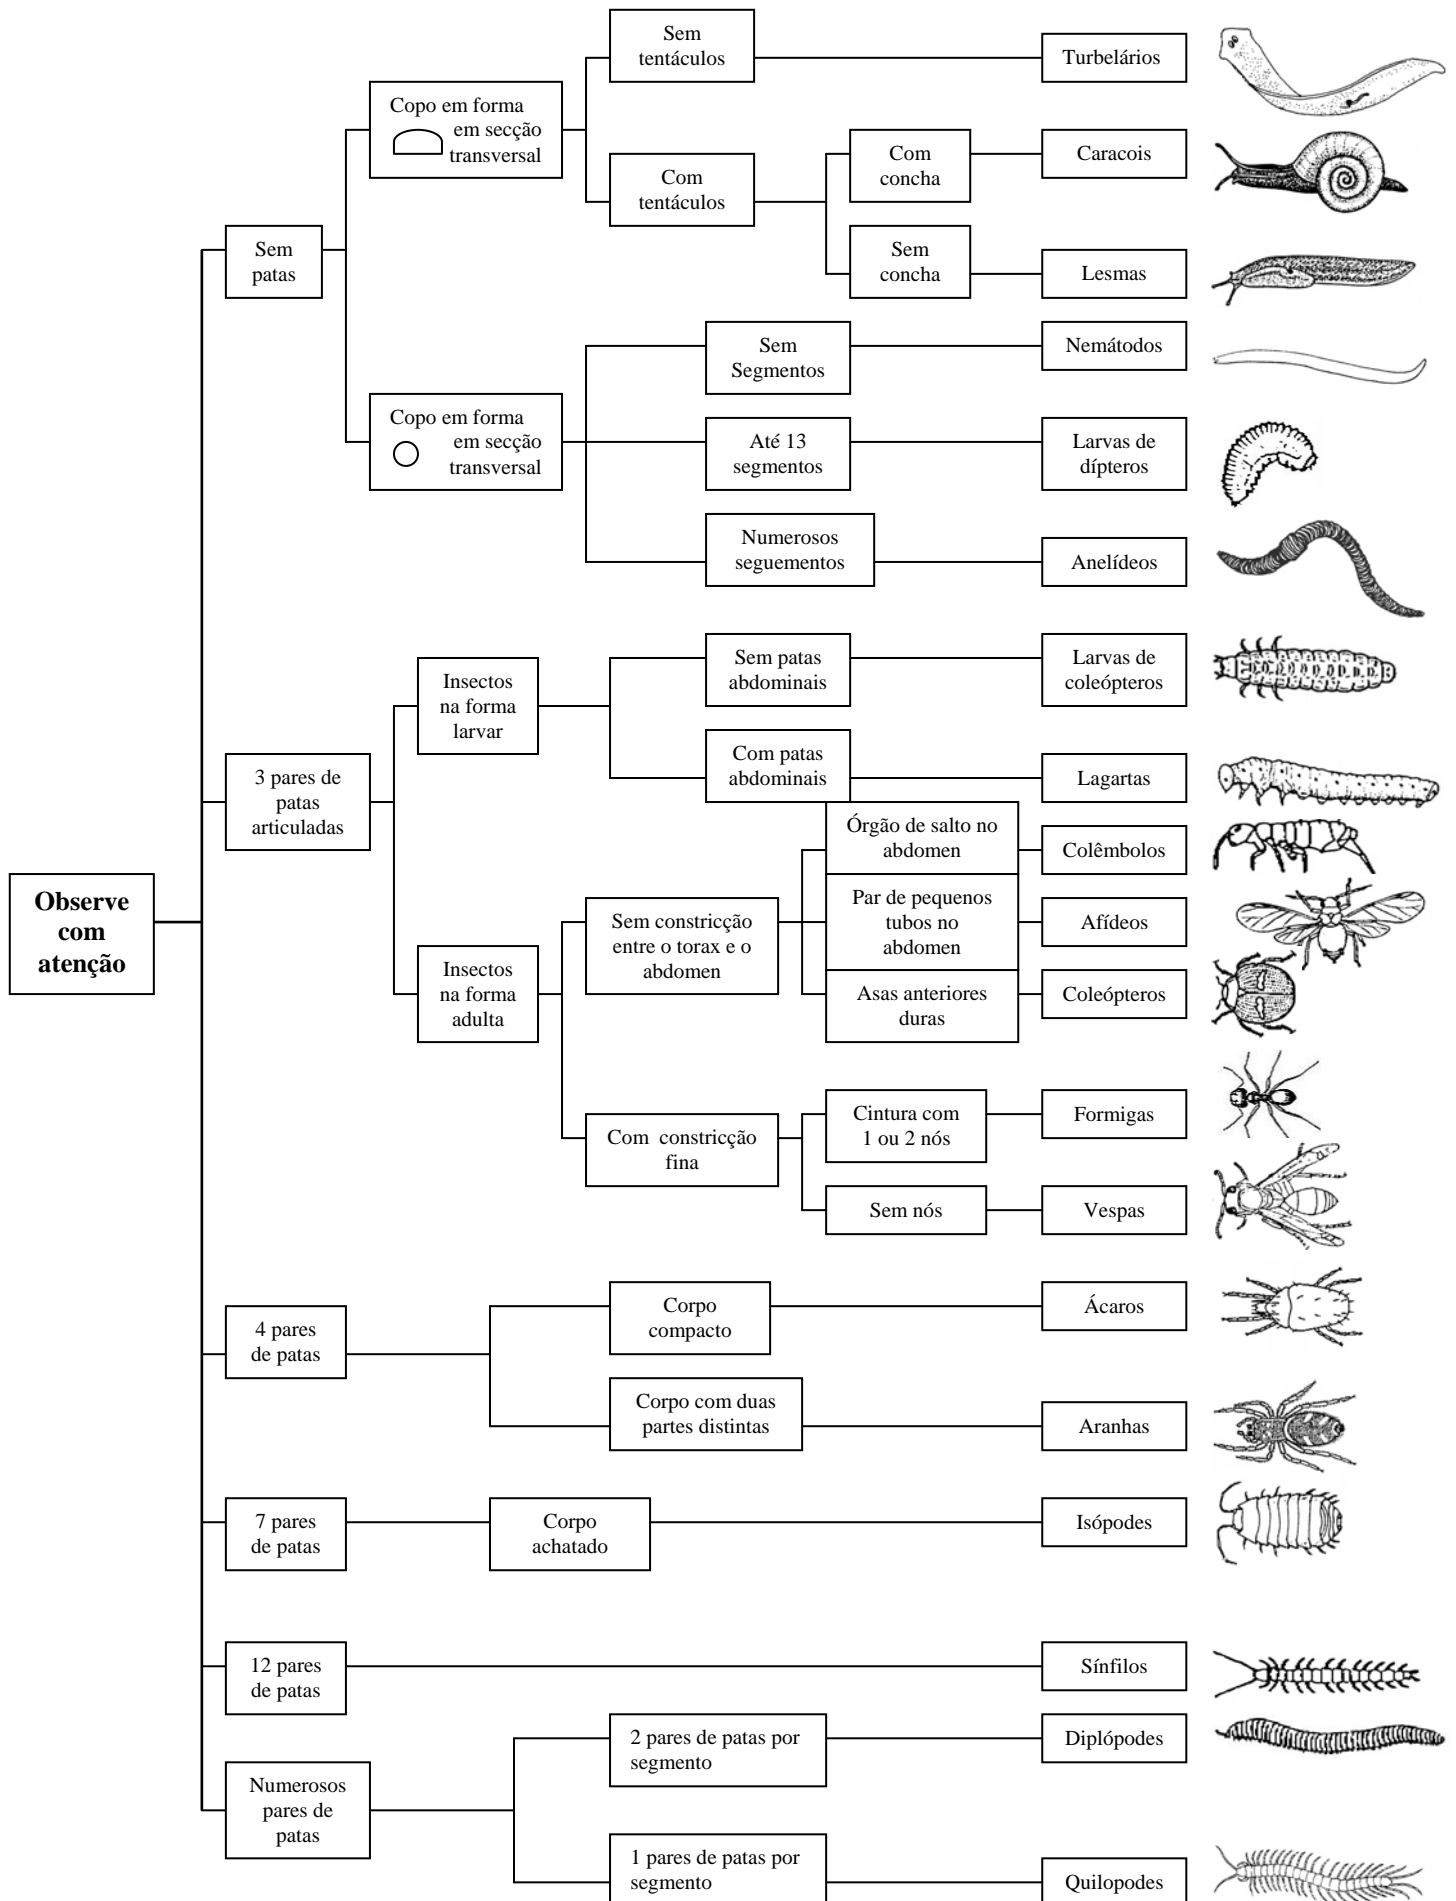 Sem
tentáculos
Turbelários
Copo em forma
em secção
transversal
Com
tentáculos
Com
concha
Caracois
Sem
patas
Sem
concha
Lesmas
Sem
Segmentos
Nemátodos
Copo em forma
em secção
transversal
Até 13
segmentos
Larvas de
dípteros
Numerosos
seguementos
Anelídeos
Insectos
na forma
larvar
Sem patas
abdominais
Larvas de
coleópteros
3 pares de
patas
articuladas
Com patas
abdominais
Lagartas
Órgão de salto no
abdomen
Colêmbolos
Observe
com
atenção
Sem constricção
entre o torax e o
abdomen
Par de pequenos
tubos no
abdomen
Afídeos
Insectos
na forma
adulta
Asas anteriores
duras
Coleópteros
Com constricção
fina
Cintura com
1 ou 2 nós
Formigas
Sem nós
Vespas
4 pares
de patas
Corpo
compacto
Ácaros
Corpo com duas
partes distintas
Aranhas
7 pares
de patas
Corpo
achatado
Isópodes
12 pares
de patas
Sínfilos
Numerosos
pares de
patas
2 pares de patas por
segmento
Diplópodes
1 pares de patas por
segmento
Quilopodes